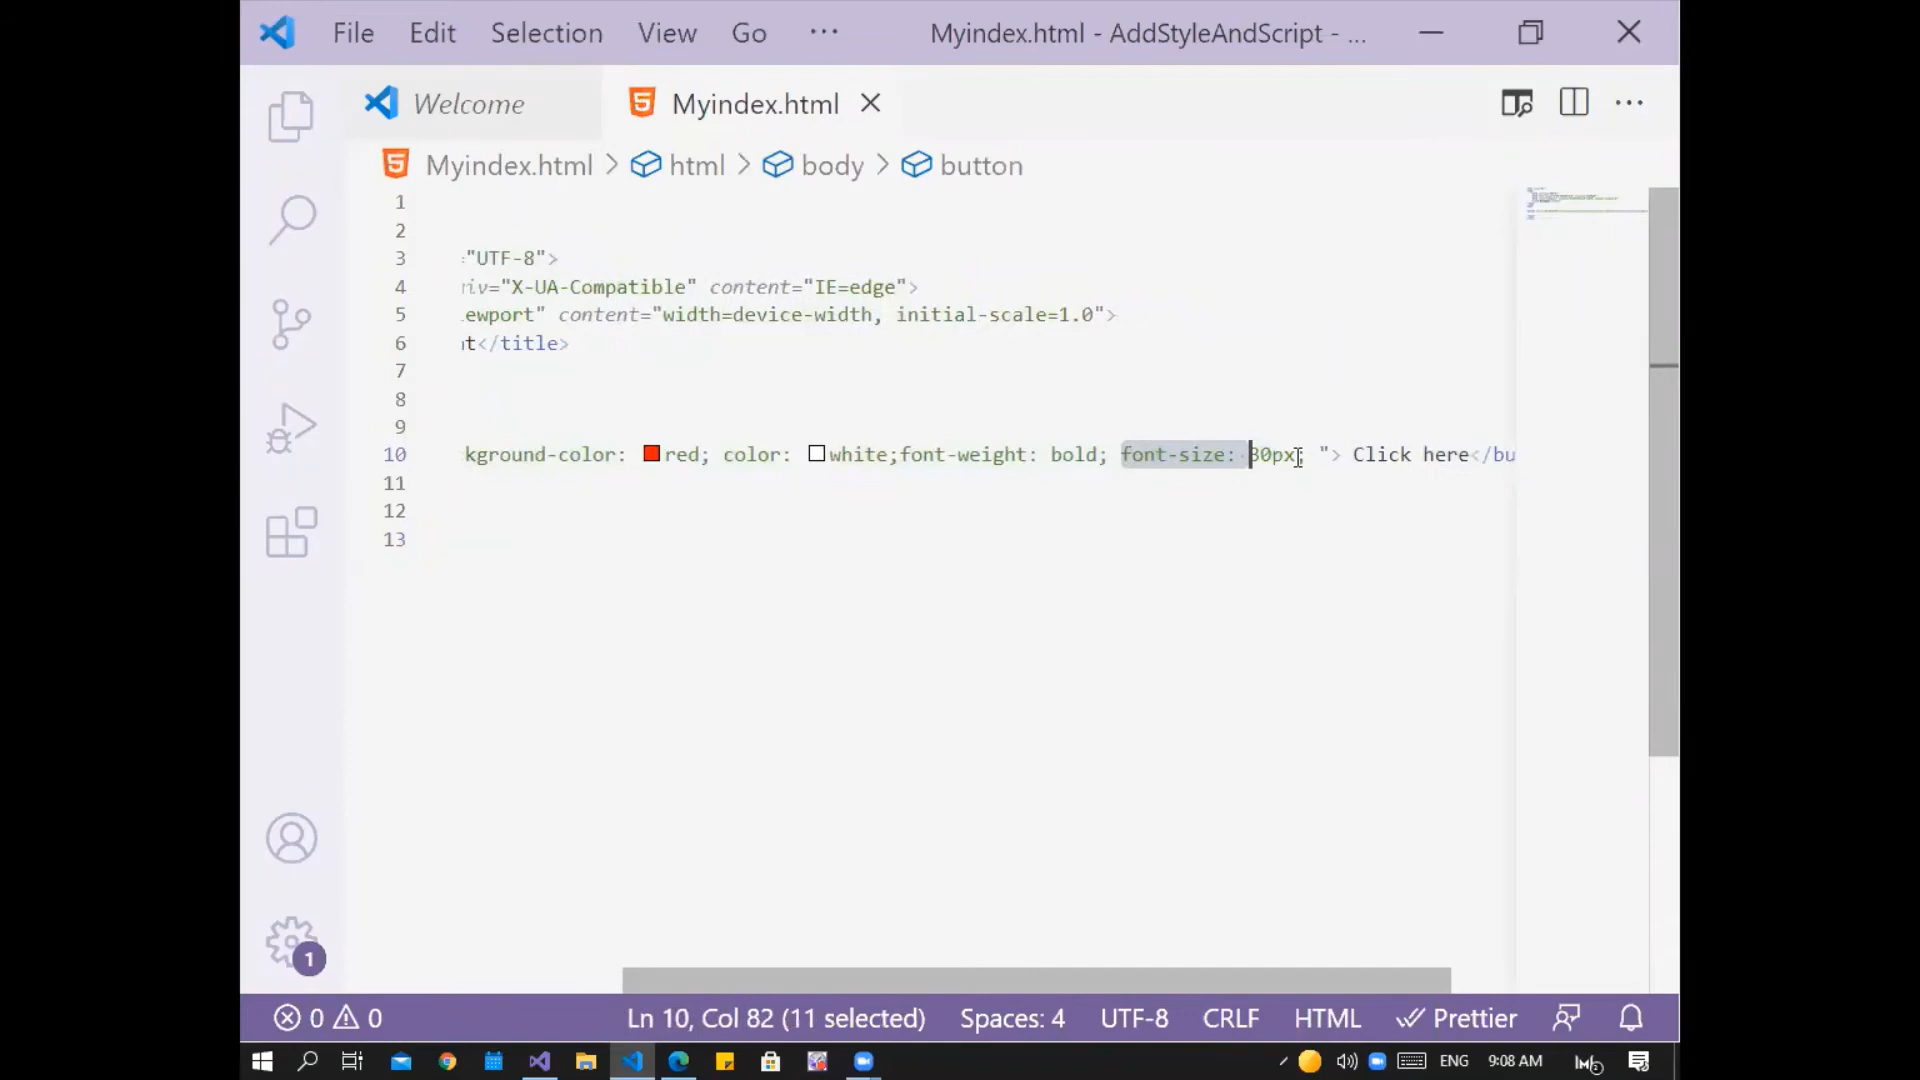 File Edit Selection View Go ··· Myindex.html - AddStyleAndScript - ...
Welcome Myindex.html
Myindex.html > html > body > button
1
2
3 ="UTF-8">
4 riv="X-UA-Compatible" content="IE=edge">
5 ewport" content="width=device-width, initial-scale=1.0">
6 t</title>
7
8
9
10 kground-color: red; color: white;font-weight: bold; font-size: 30px; "> Click here</bu
11
12
13
1
0 0 Ln 10, Col 82 (11 selected) Spaces: 4 UTF-8 CRLF HTML Prettier
ENG 9:08 AM